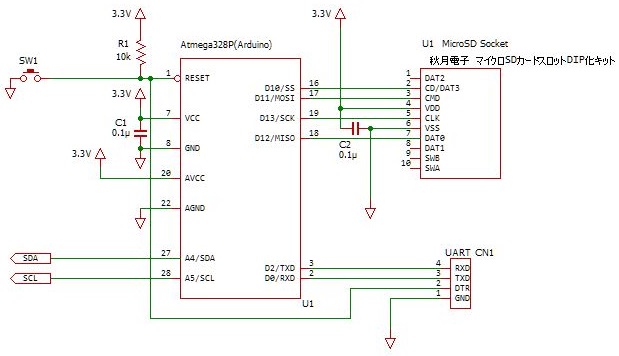 3.3V
3.3V
R1
10k
SW1
Atmega328P(Arduino)
U1 MicroSD Socket
秋月電子 マイクロSDカードスロットDIP化キット
1 RESET
D10/SS 16
D11/MOSI 17
D13/SCK 19
D12/MISO 18
1 DAT2
2 CD/DAT3
3 CMD
4 VDD
5 CLK
6 VSS
7 DAT0
8 DAT1
9 SWB
10 SWA
3.3V
7 VCC
C1
0.1μ
8 GND
C2
0.1μ
3.3V
20 AVCC
22 AGND
SDA
27 A4/SDA
SCL
28 A5/SCL
D2/TXD 3
D0/RXD 2
U1
UART CN1
4 RXD
3 TXD
2 DTR
1 GND